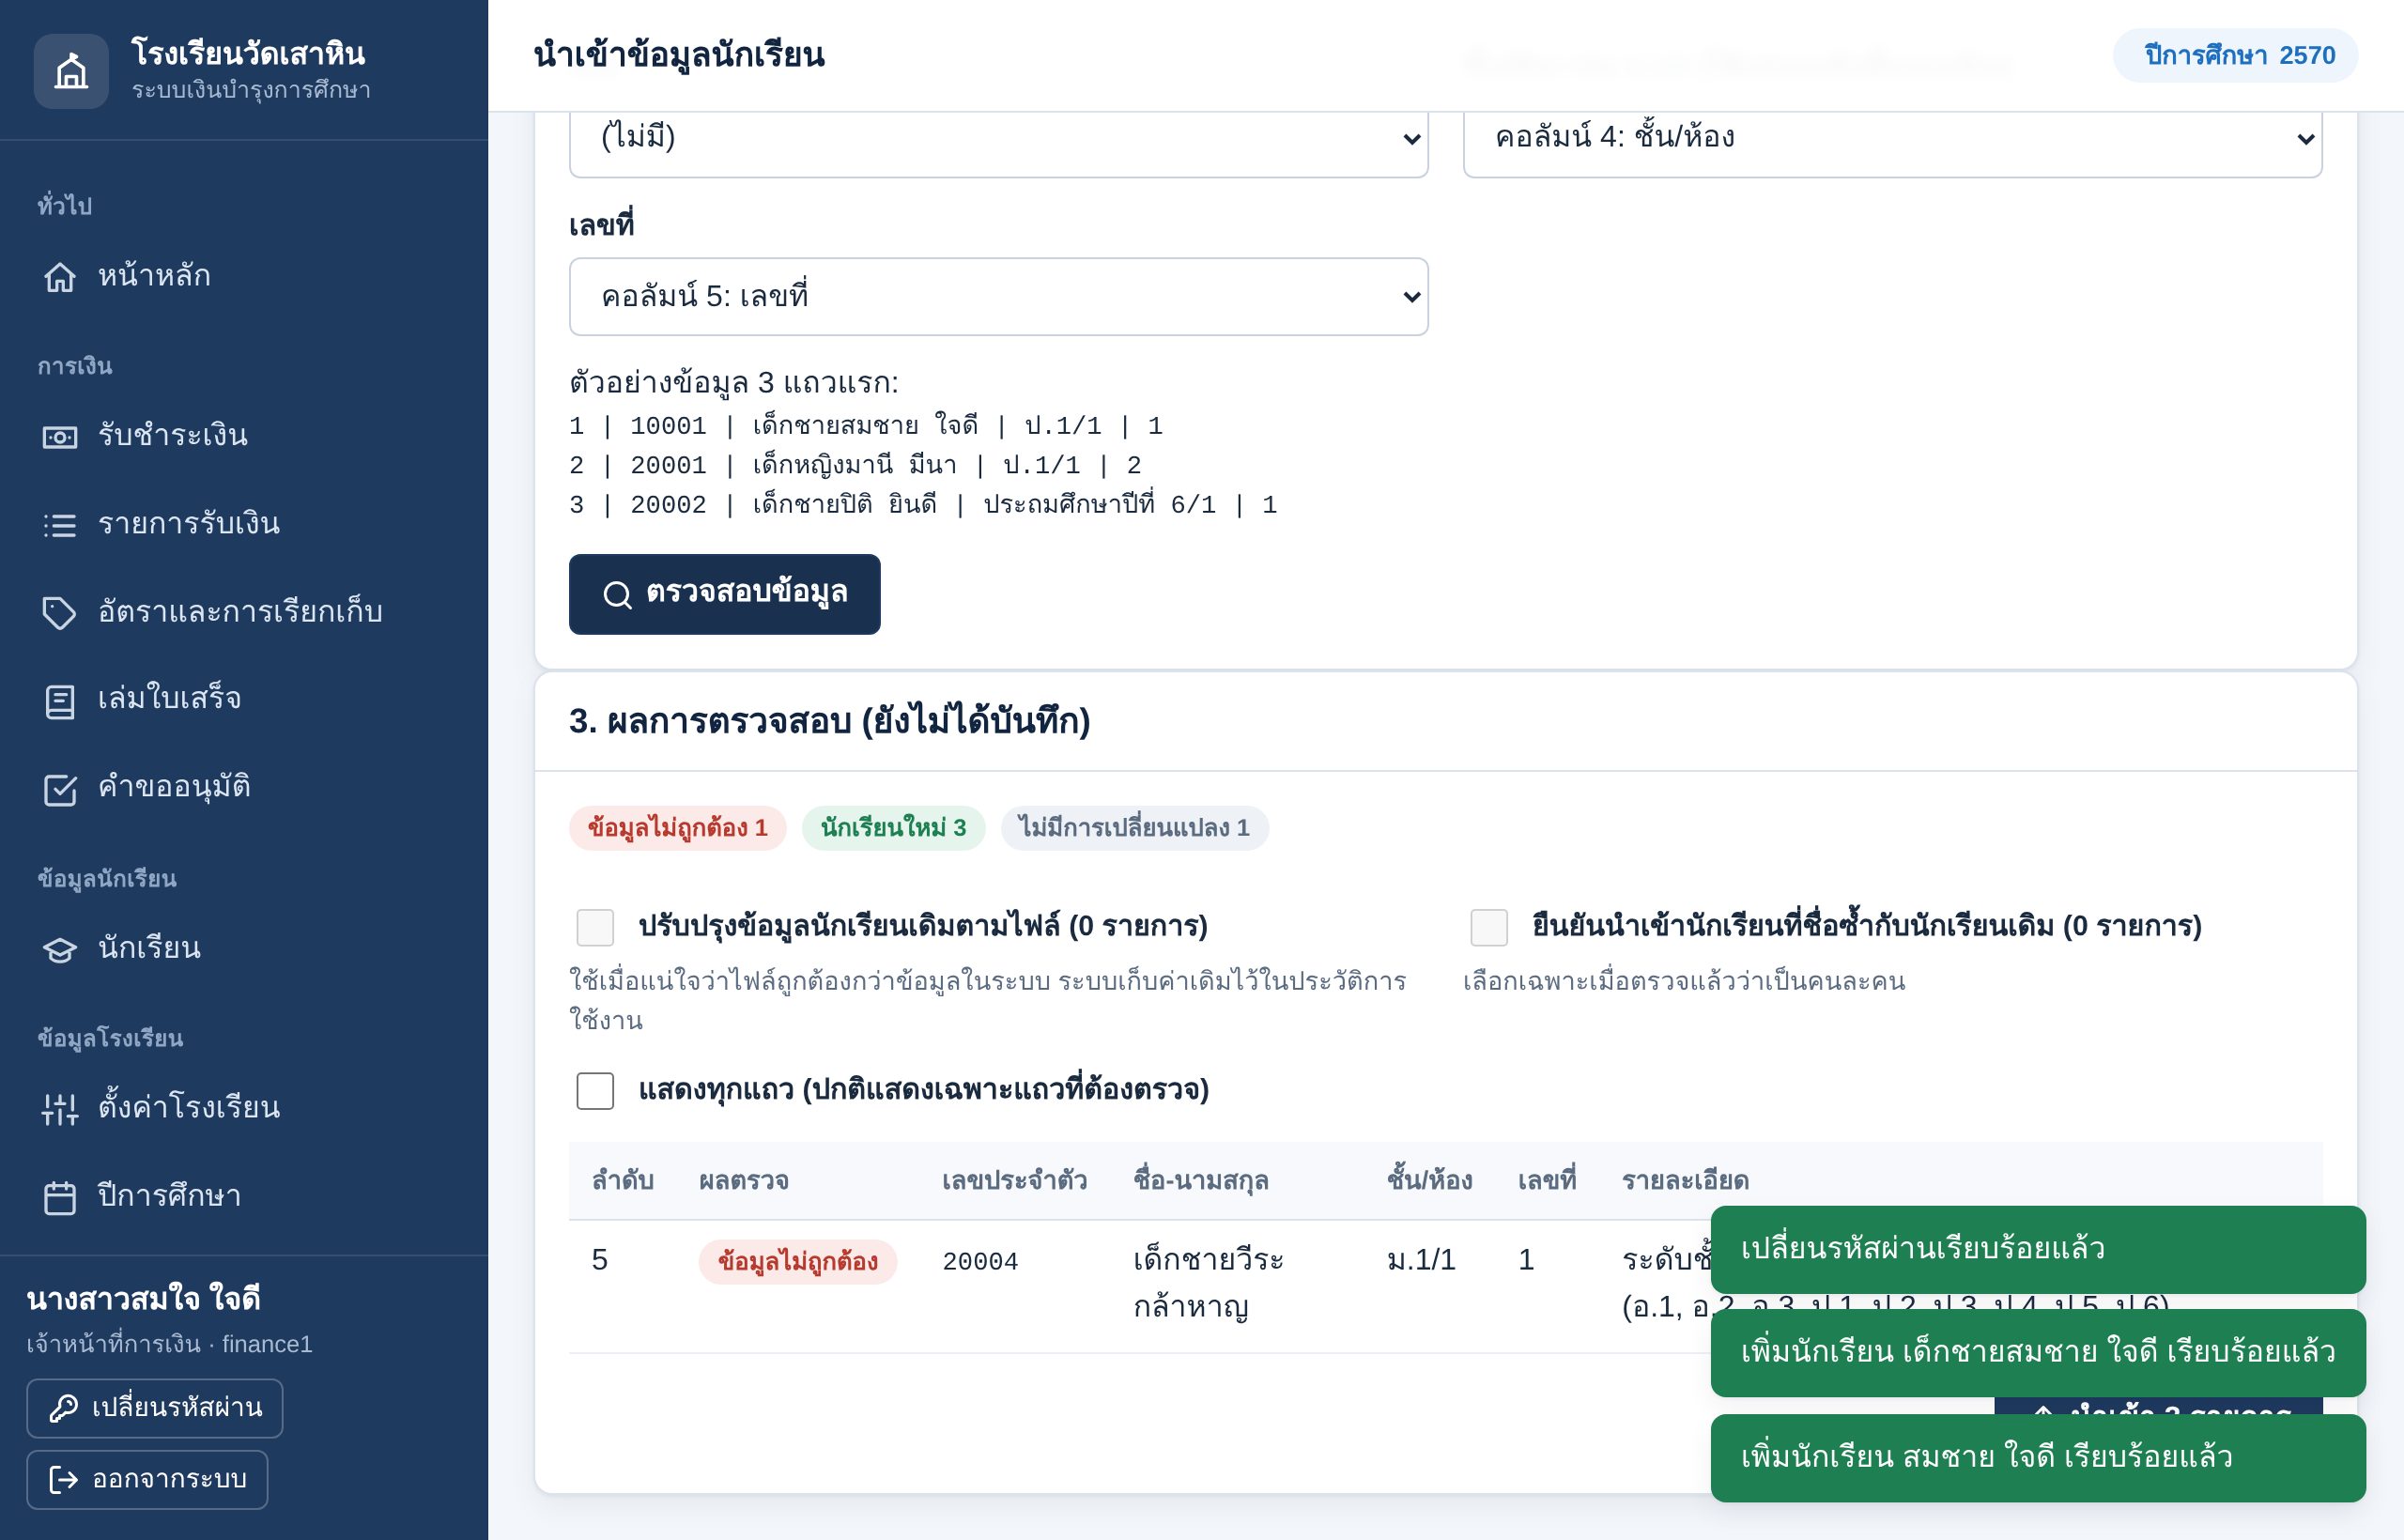 โรงเรียนวัดเสาหิน
ระบบเงินบำรุงการศึกษา
ทั่วไป
หน้าหลัก
การเงิน
รับชำระเงิน
รายการรับเงิน
อัตราและการเรียกเก็บ
เล่มใบเสร็จ
คำขออนุมัติ
ข้อมูลนักเรียน
นักเรียน
ข้อมูลโรงเรียน
ตั้งค่าโรงเรียน
ปีการศึกษา
นางสาวสมใจ ใจดี
เจ้าหน้าที่การเงิน · finance1
เปลี่ยนรหัสผ่าน
ออกจากระบบ
นำเข้าข้อมูลนักเรียน
ปีการศึกษา 2570
(ไม่มี)
คอลัมน์ 4: ชั้น/ห้อง
เลขที่
คอลัมน์ 5: เลขที่
ตัวอย่างข้อมูล 3 แถวแรก:
1 | 10001 | เด็กชายสมชาย ใจดี | ป.1/1 | 1
2 | 20001 | เด็กหญิงมานี มีนา | ป.1/1 | 2
3 | 20002 | เด็กชายปิติ ยินดี | ประถมศึกษาปีที่ 6/1 | 1
ตรวจสอบข้อมูล
3. ผลการตรวจสอบ (ยังไม่ได้บันทึก)
ข้อมูลไม่ถูกต้อง 1 นักเรียนใหม่ 3 ไม่มีการเปลี่ยนแปลง 1
ปรับปรุงข้อมูลนักเรียนเดิมตามไฟล์ (0 รายการ)
ใช้เมื่อแน่ใจว่าไฟล์ถูกต้องกว่าข้อมูลในระบบ ระบบเก็บค่าเดิมไว้ในประวัติการ
ใช้งาน
ยืนยันนำเข้านักเรียนที่ชื่อซ้ำกับนักเรียนเดิม (0 รายการ)
เลือกเฉพาะเมื่อตรวจแล้วว่าเป็นคนละคน
แสดงทุกแถว (ปกติแสดงเฉพาะแถวที่ต้องตรวจ)
ลำดับ ผลตรวจ เลขประจำตัว ชื่อ-นามสกุล ชั้น/ห้อง เลขที่ รายละเอียด
5 ข้อมูลไม่ถูกต้อง 20004 เด็กชายวีระ ม.1/1 1
กล้าหาญ (อ.1, อ.2, อ.3, ป.1, ป.2, ป.3, ป.4, ป.5, ป.6)
เปลี่ยนรหัสผ่านเรียบร้อยแล้ว
เพิ่มนักเรียน เด็กชายสมชาย ใจดี เรียบร้อยแล้ว
เพิ่มนักเรียน สมชาย ใจดี เรียบร้อยแล้ว